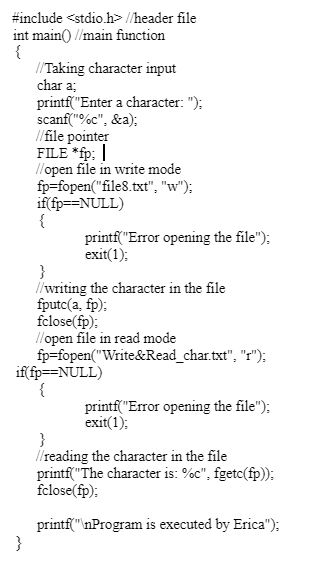 #include <stdio.h> //header file
int main() //main function
{
//Taking character input
char a;
printf("Enter a character: ");
scanf("%c", &a);
//file pointer
FILE *fp;
//open file in write mode
fp=fopen("file8.txt", "w");
if(fp==NULL)
{
printf("Error opening the file");
exit(1);
}
//writing the character in the file
fputc(a, fp);
fclose(fp);
//open file in read mode
fp=fopen("Write&Read_char.txt", "r");
if(fp==NULL)
{
printf("Error opening the file");
exit(1);
}
//reading the character in the file
printf("The character is: %c", fgetc(fp));
fclose(fp);
printf("\nProgram is executed by Erica");
}